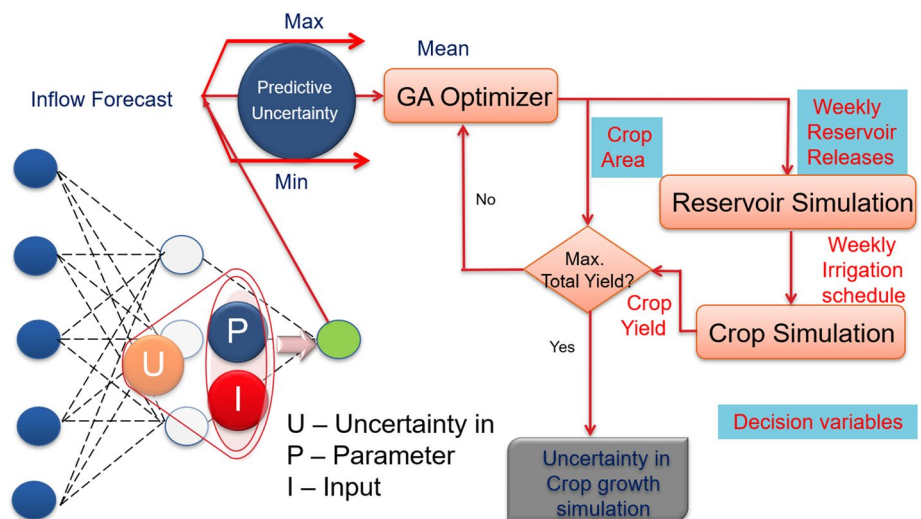 Max
Mean
Inflow Forecast
Predictive
Uncertainty
GA Optimizer
Min
Crop
Area
Weekly
Reservoir
Releases
No
Reservoir Simulation
Max.
Total Yield?
Weekly
Irrigation
schedule
Crop
Yield
Crop Simulation
Yes
U
P
I
U – Uncertainty in
P – Parameter
I – Input
Decision variables
Uncertainty in
Crop growth
simulation